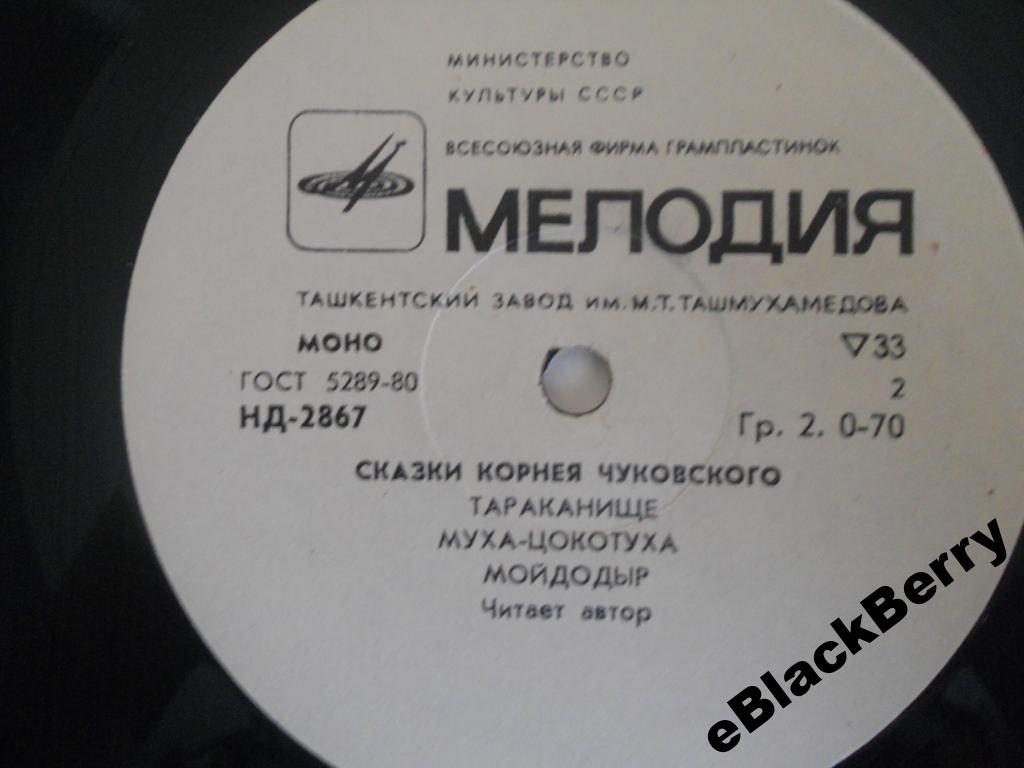 МИНИСТЕРСТВО
КУЛЬТУРЫ СССР
ВСЕСОЮЗНАЯ ФИРМА ГРАМПЛАСТИНОК
МЕЛОДИЯ
ТАШКЕНТСКИЙ ЗАВОД им. М.Т. ТАШМУХАМЕДОВА
МОНО ▽33
ГОСТ 5289-80 2
НД-2867 Гр. 2. 0-70
СКАЗКИ КОРНЕЯ ЧУКОВСКОГО
ТАРАКАНИЩЕ
МУХА-ЦОКОТУХА
МОЙДОДЫР
Читает автор
eBlackBerry